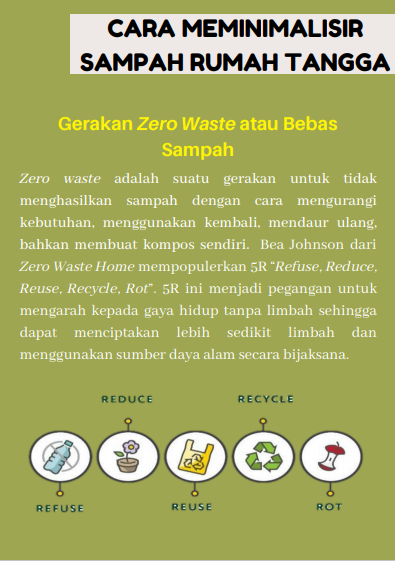 CARA MEMINIMALISIR
SAMPAH RUMAH TANGGA
Gerakan Zero Waste atau Bebas
Sampah
Zero waste adalah suatu gerakan untuk tidak
menghasilkan sampah dengan cara mengurangi
kebutuhan, menggunakan kembali, mendaur ulang,
bahkan membuat kompos sendiri. Bea Johnson dari
Zero Waste Home mempopulerkan 5R “Refuse, Reduce,
Reuse, Recycle, Rot”. 5R ini menjadi pegangan untuk
mengarah kepada gaya hidup tanpa limbah sehingga
dapat menciptakan lebih sedikit limbah dan
menggunakan sumber daya alam secara bijaksana.
REDUCE RECYCLE
REFUSE REUSE ROT